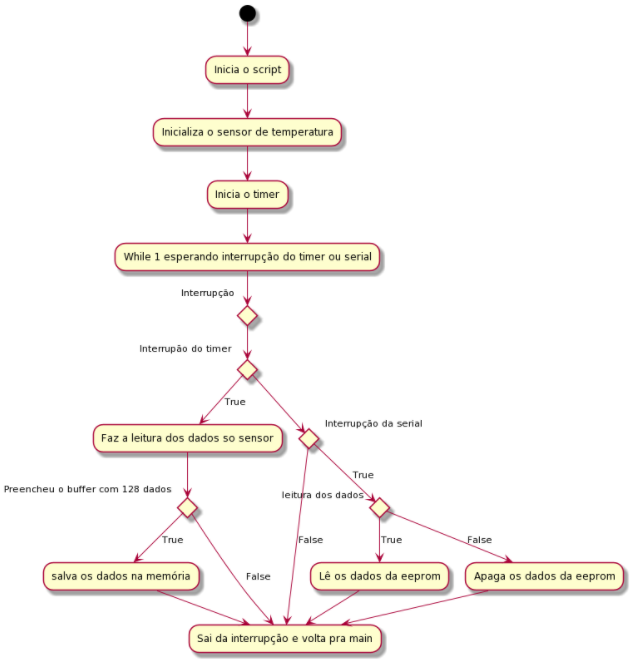 Inicia o script
Inicializa o sensor de temperatura
Inicia o timer
While 1 esperando interrupção do timer ou serial
Interrupção
Interrupão do timer
True
Interrupção da serial
Faz a leitura dos dados so sensor
True
Preencheu o buffer com 128 dados
leitura dos dados
True
False
True
False
False
salva os dados na memória
Lê os dados da eeprom
Apaga os dados da eeprom
Sai da interrupção e volta pra main